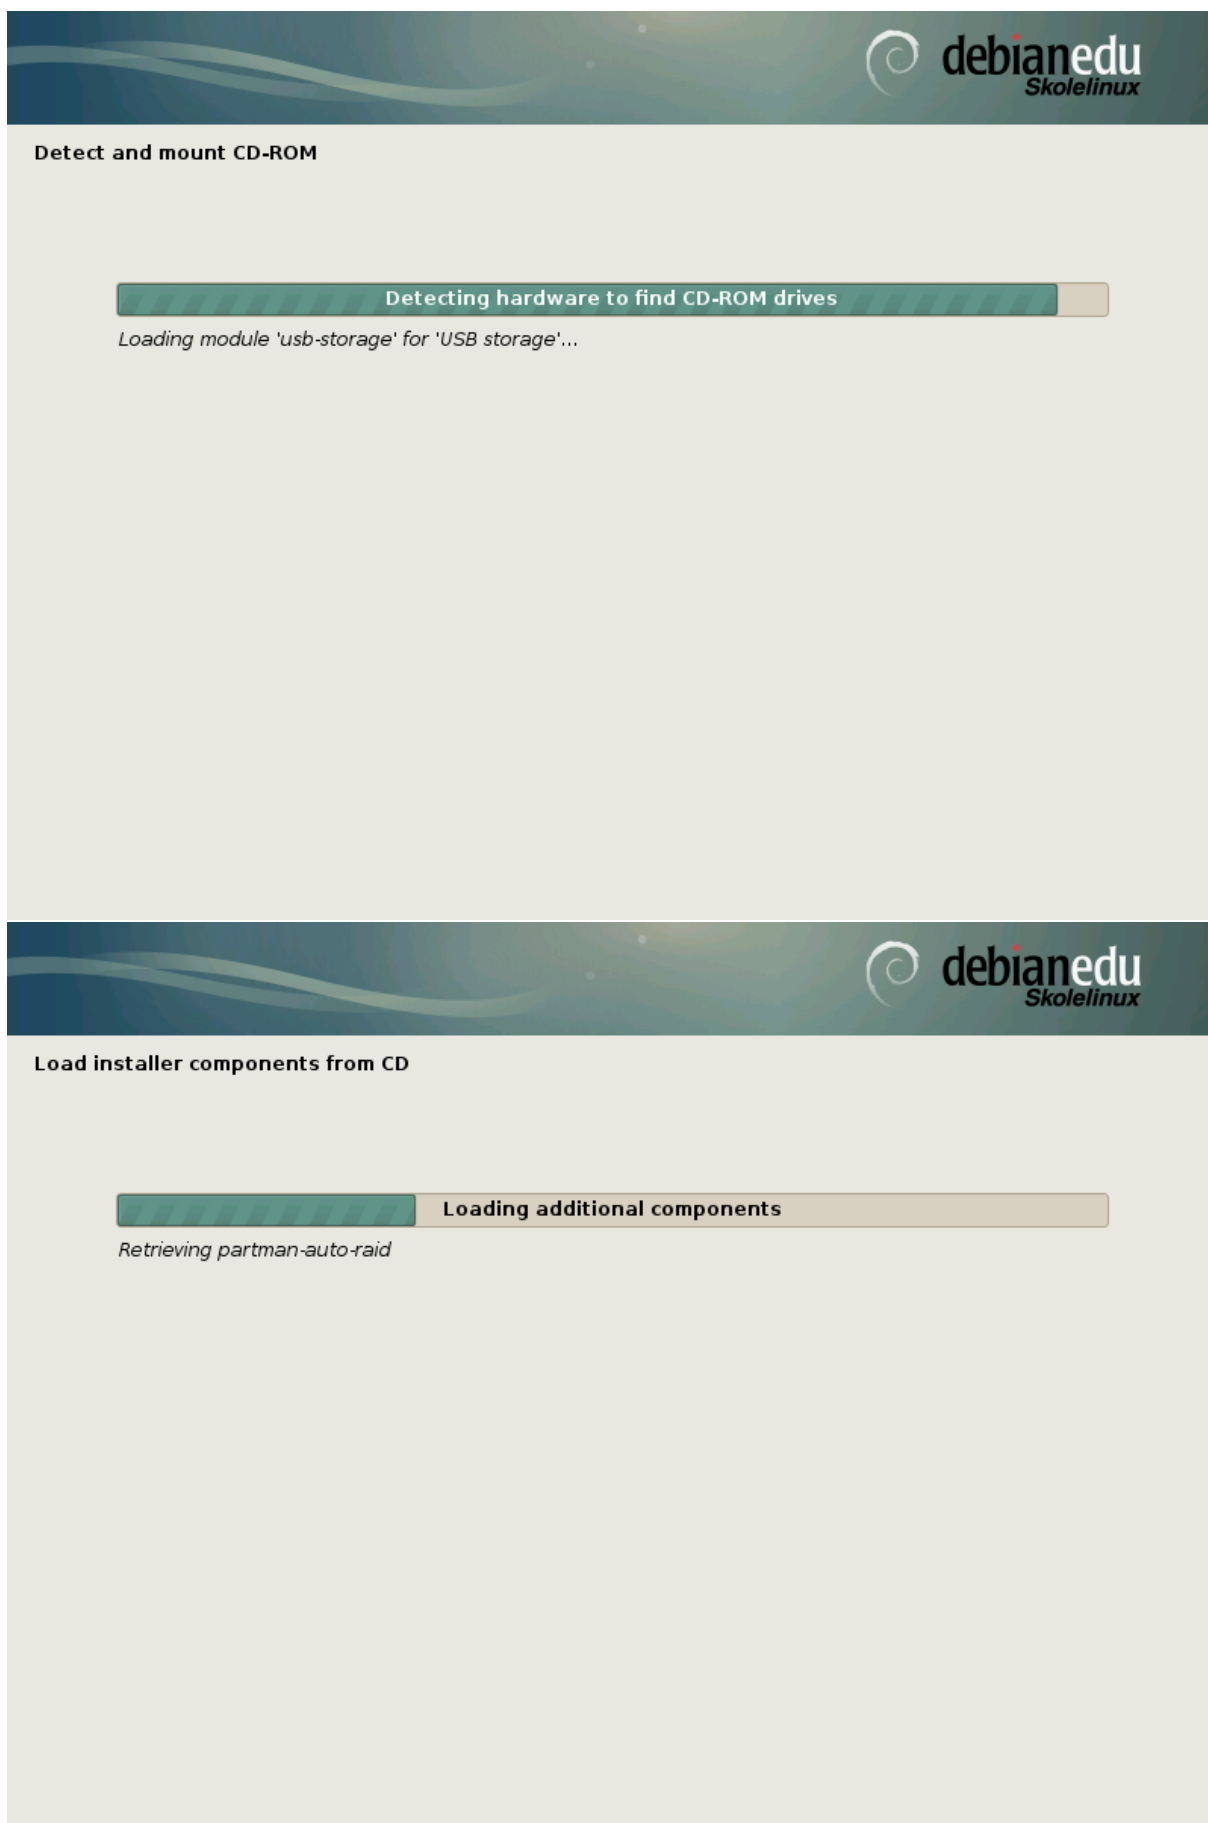 debianedu
Skolelinux
Detect and mount CD-ROM
Detecting hardware to find CD-ROM drives
Loading module 'usb-storage' for 'USB storage'...
debianedu
Skolelinux
Load installer components from CD
Loading additional components
Retrieving partman-auto-raid